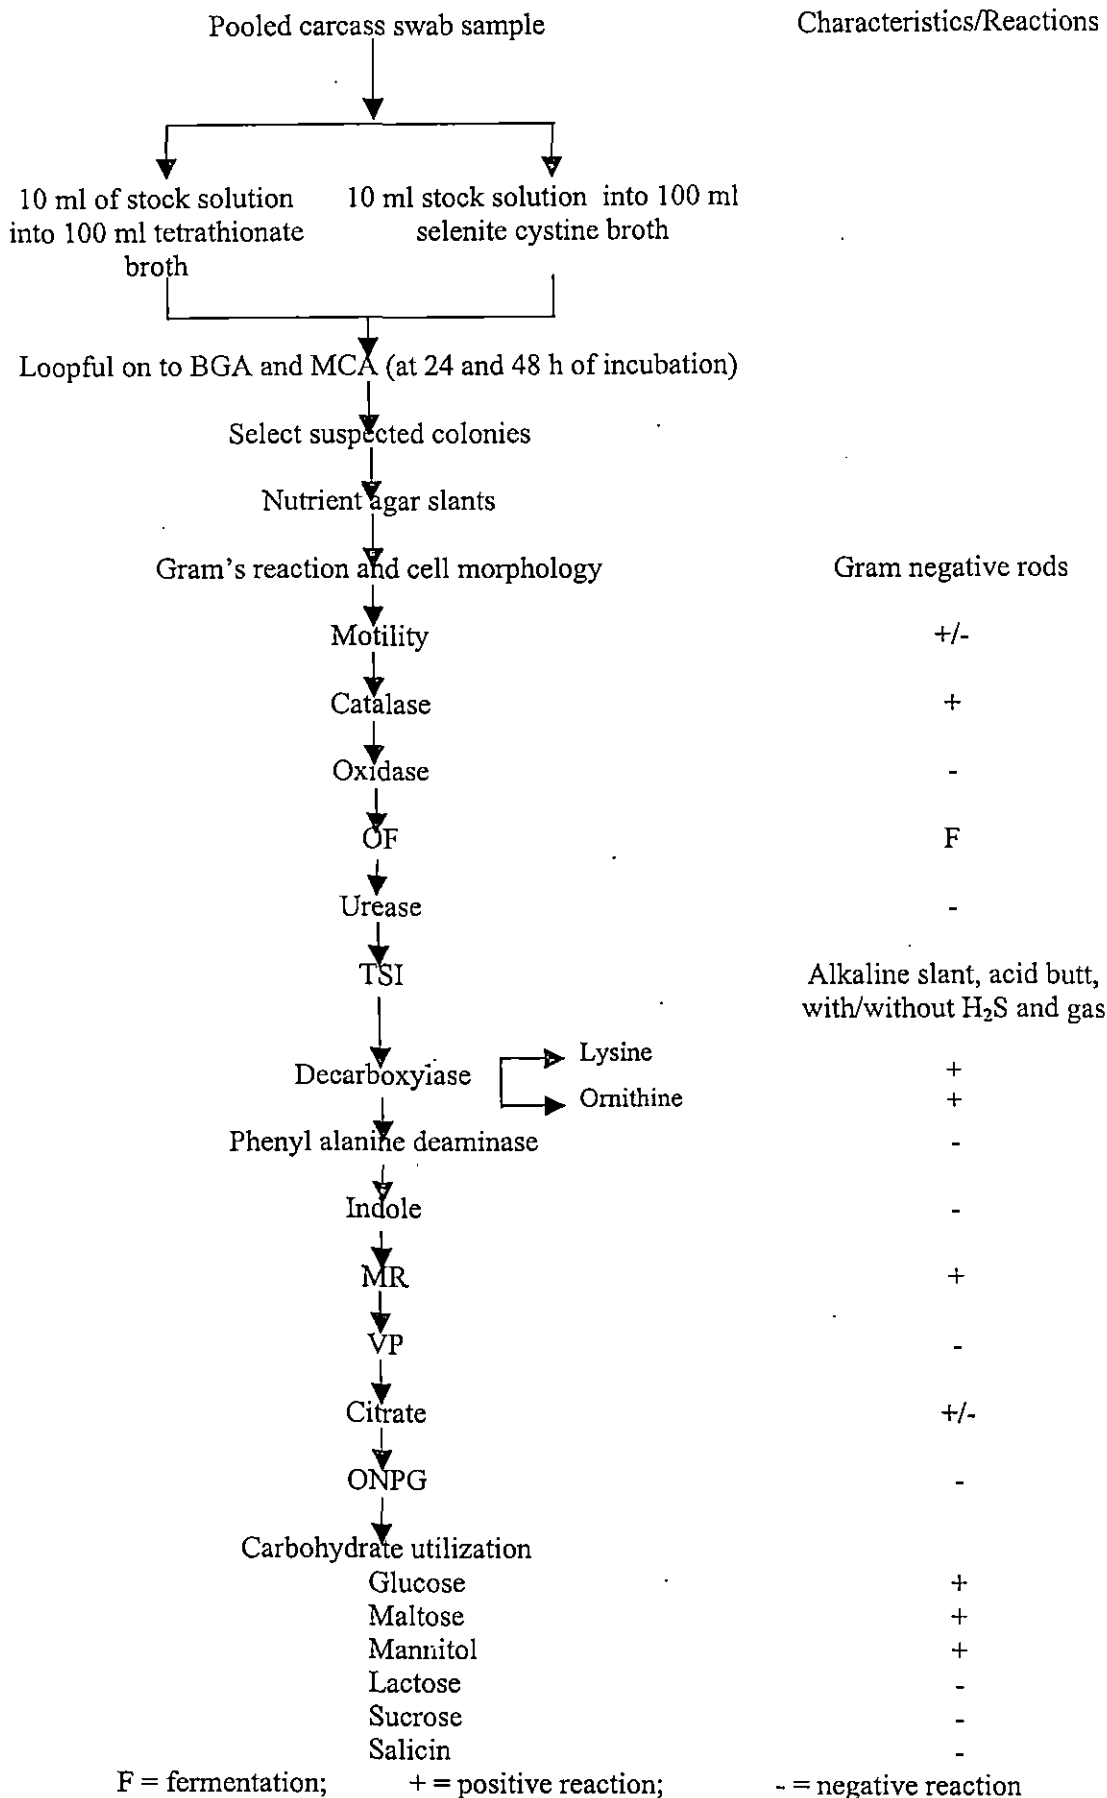 Pooled carcass swab sample Characteristics/Reactions
10 ml of stock solution
into 100 ml tetrathionate
broth
10 ml stock solution into 100 ml
selenite cystine broth
Loopful on to BGA and MCA (at 24 and 48 h of incubation)
Select suspected colonies
Nutrient agar slants
Gram's reaction and cell morphology Gram negative rods
Motility +/-
Catalase +
Oxidase -
OF F
Urease -
TSI Alkaline slant, acid butt,
with/without H₂S and gas
Decarboxylase Lysine +
Ornithine +
Phenyl alanine deaminase -
Indole -
MR +
VP -
Citrate +/-
ONPG -
Carbohydrate utilization
Glucose +
Maltose +
Mannitol +
Lactose -
Sucrose -
Salicin -
F = fermentation; + = positive reaction; - = negative reaction